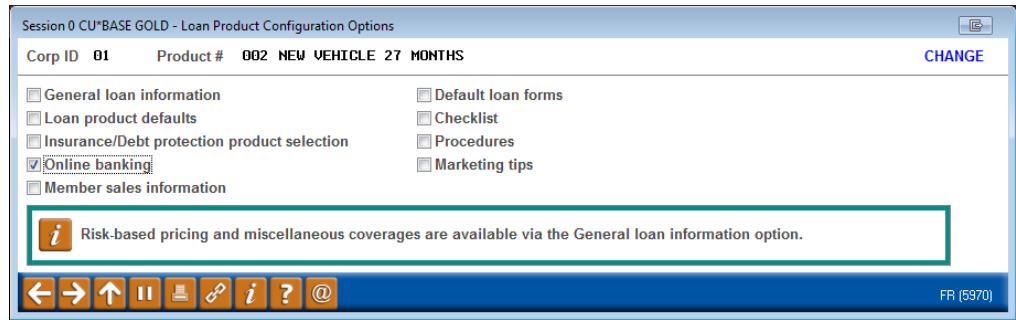 Session 0 CU*BASE GOLD - Loan Product Configuration Options
Corp ID 01 Product # 002 NEW VEHICLE 27 MONTHS CHANGE
General loan information
Loan product defaults
Insurance/Debt protection product selection
Online banking
Member sales information
Default loan forms
Checklist
Procedures
Marketing tips
i Risk-based pricing and miscellaneous coverages are available via the General loan information option.
i ? @ FR (5970)